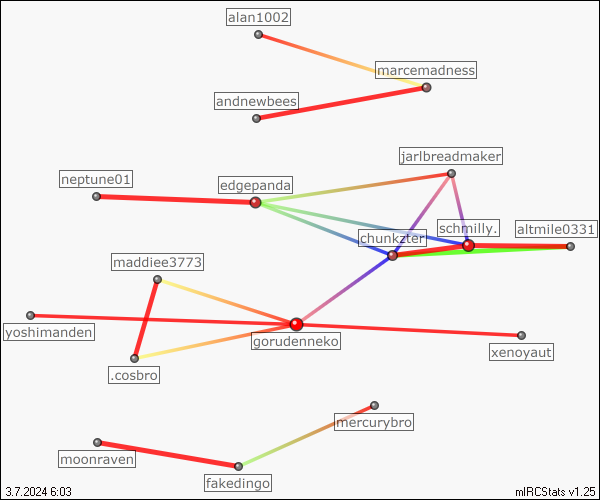 alan1002
marcemadness
andnewbees
jarlbreadmaker
neptune01
edgepanda
schmilly.
altmile0331
chunkzter
maddiee3773
yoshimanden
gorudenneko
xenoyaut
.cosbro
mercurybro
moonraven
fakedingo
3.7.2024 6:03
mIRCStats v1.25